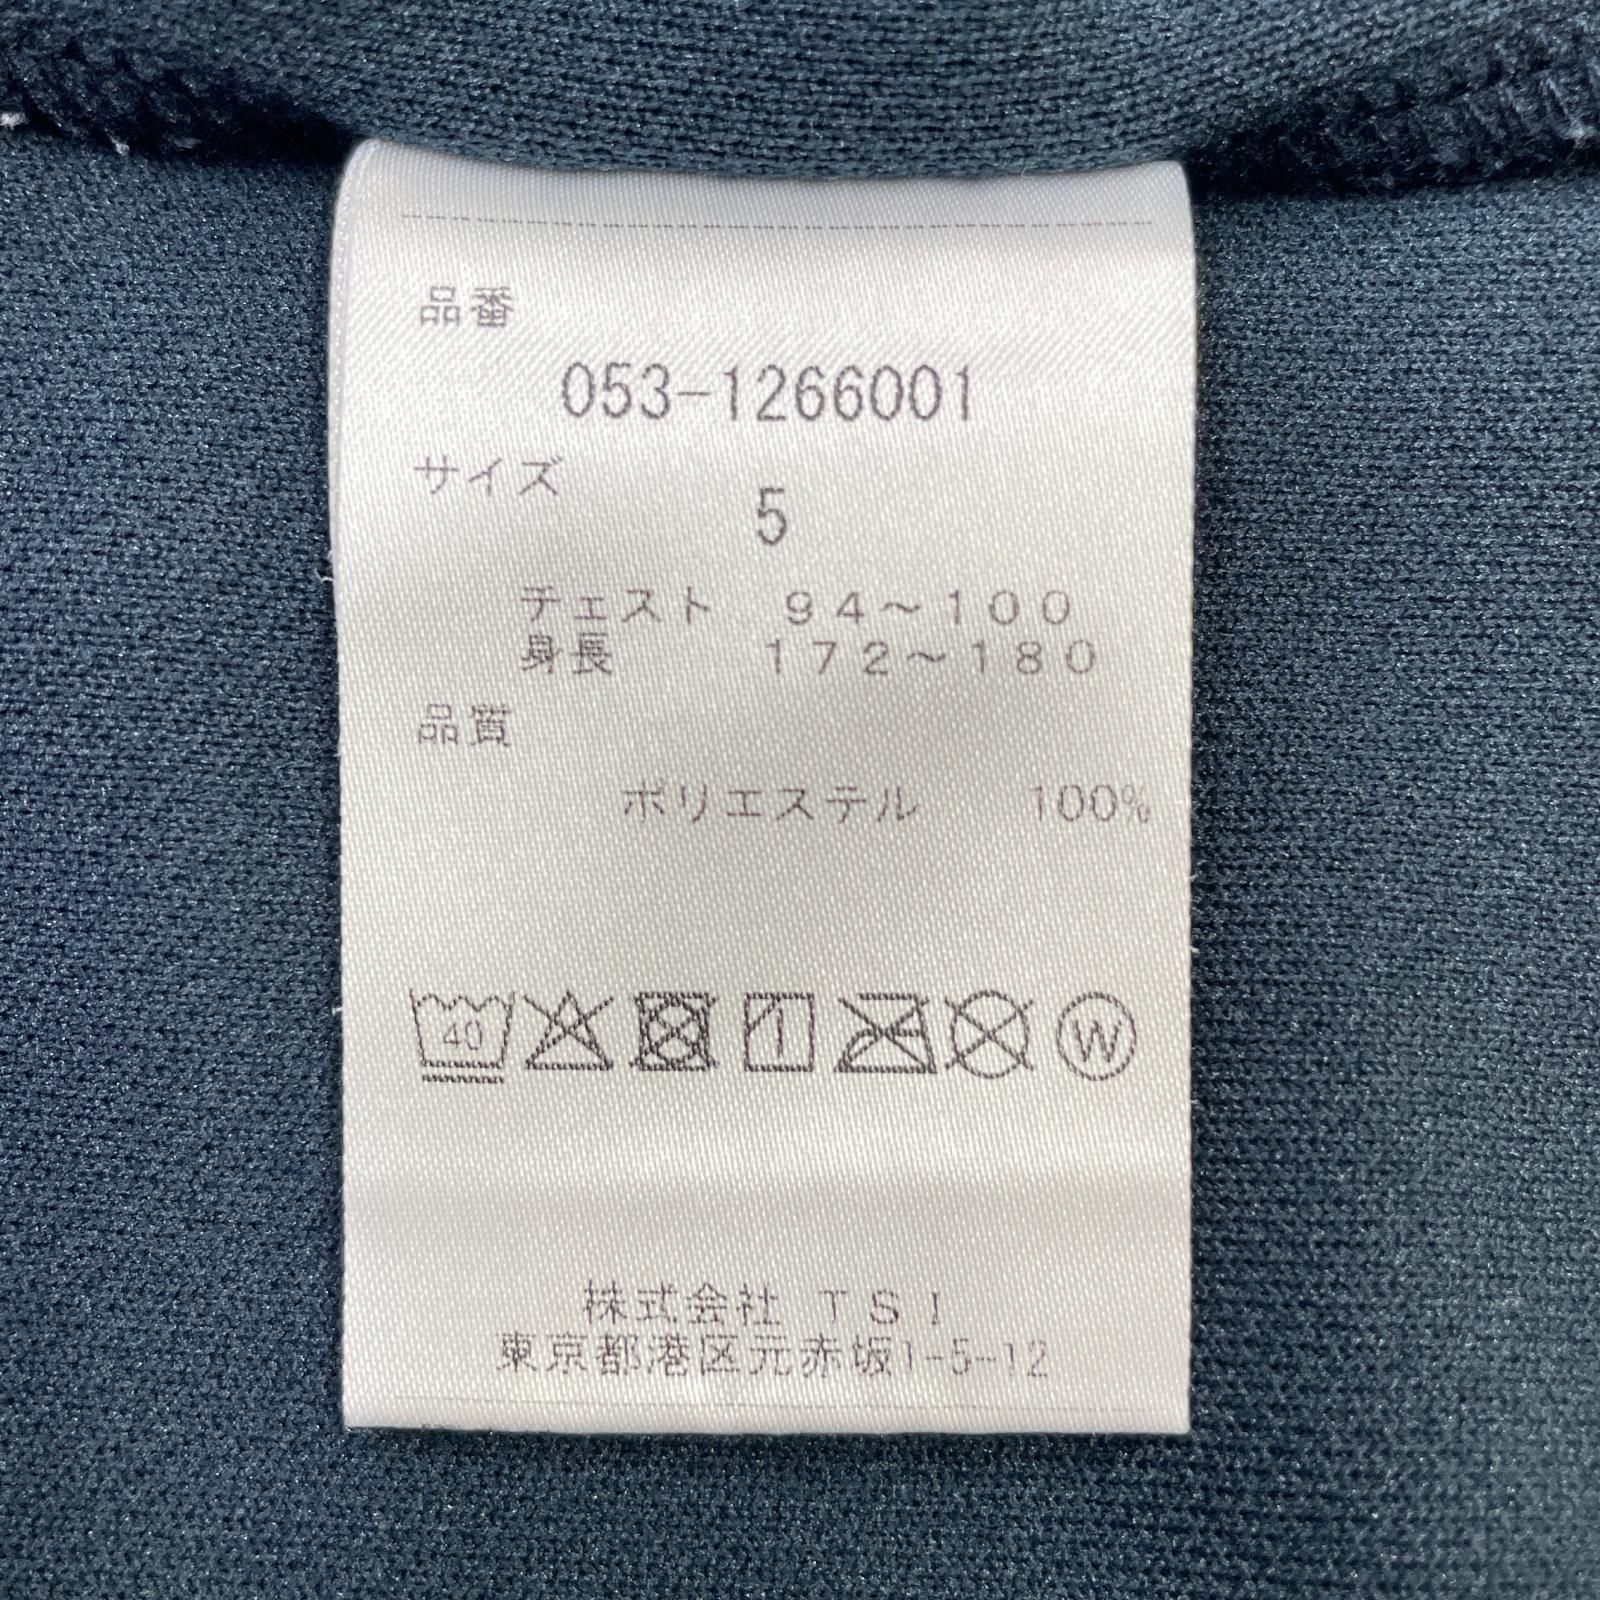 品番
053-1266001
サイズ
5
チェスト 94～100
身長 172～180
品質
ポリエステル 100%
40 1 W
株式会社 TSI
東京都港区元赤坂1-5-12